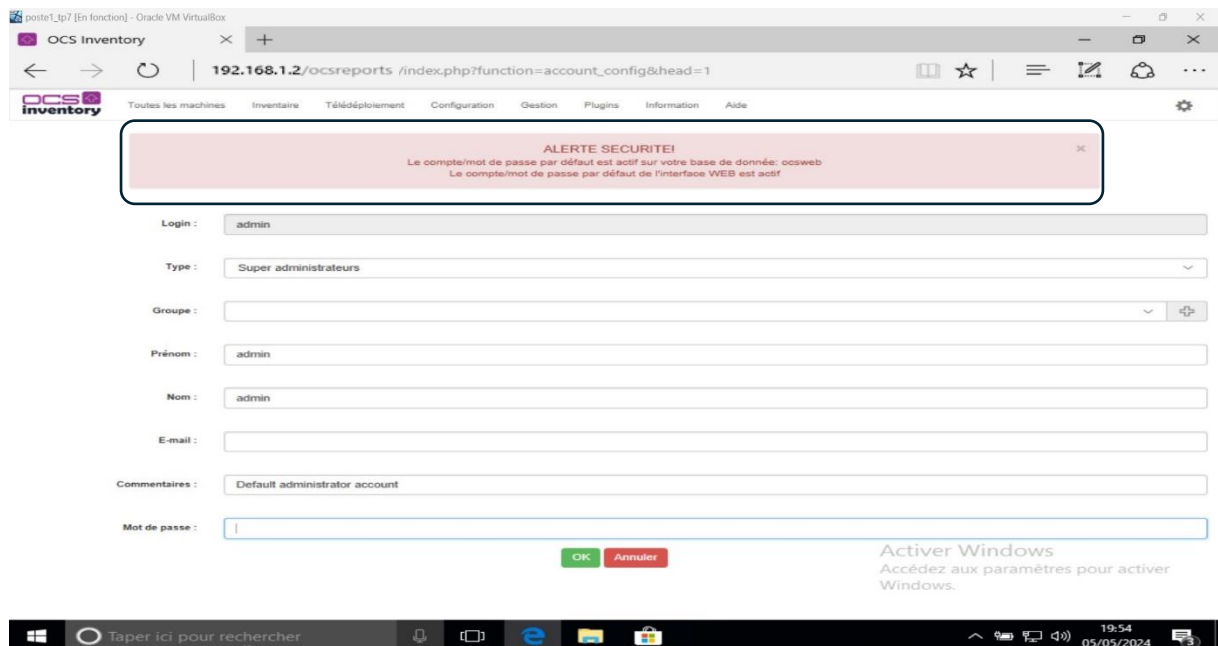 poste1_tp7 [En fonction] - Oracle VM VirtualBox
OCS Inventory
192.168.1.2/ocsreports /index.php?function=account_config&head=1
OCS inventory
Toutes les machines Inventaire Télédéploiement Configuration Gestion Plugins Information Aide
ALERTE SECURITE!
Le compte/mot de passe par défaut est actif sur votre base de donnée: ocsweb
Le compte/mot de passe par défaut de l'interface WEB est actif
Login : admin
Type : Super administrateurs
Groupe :
Prénom : admin
Nom : admin
E-mail :
Commentaires : Default administrator account
Mot de passe :
OK Annuler
Activer Windows
Accédez aux paramètres pour activer
Windows.
Taper ici pour rechercher
19:54
05/05/2024
3